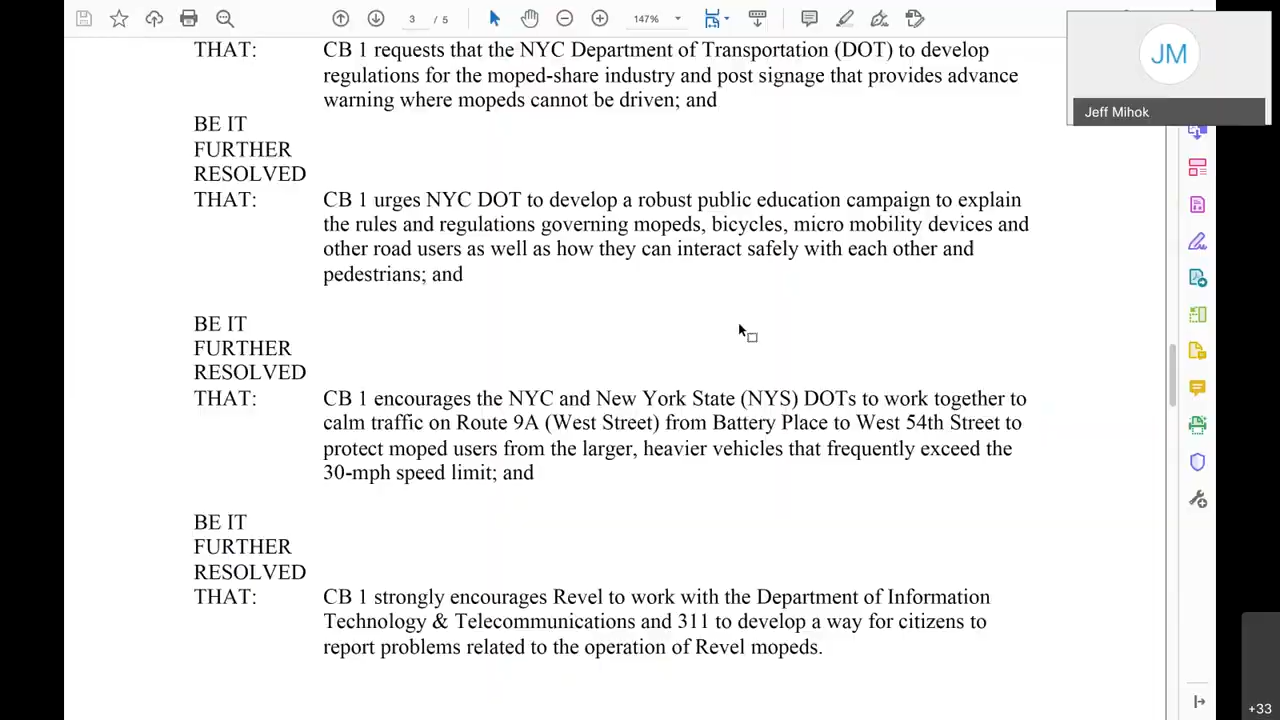 3 / 5
147%
JM
Jeff Mihok
THAT: CB 1 requests that the NYC Department of Transportation (DOT) to develop
regulations for the moped-share industry and post signage that provides advance
warning where mopeds cannot be driven; and
BE IT
FURTHER
RESOLVED
THAT: CB 1 urges NYC DOT to develop a robust public education campaign to explain
the rules and regulations governing mopeds, bicycles, micro mobility devices and
other road users as well as how they can interact safely with each other and
pedestrians; and
BE IT
FURTHER
RESOLVED
THAT: CB 1 encourages the NYC and New York State (NYS) DOTs to work together to
calm traffic on Route 9A (West Street) from Battery Place to West 54th Street to
protect moped users from the larger, heavier vehicles that frequently exceed the
30-mph speed limit; and
BE IT
FURTHER
RESOLVED
THAT: CB 1 strongly encourages Revel to work with the Department of Information
Technology & Telecommunications and 311 to develop a way for citizens to
report problems related to the operation of Revel mopeds.
+33